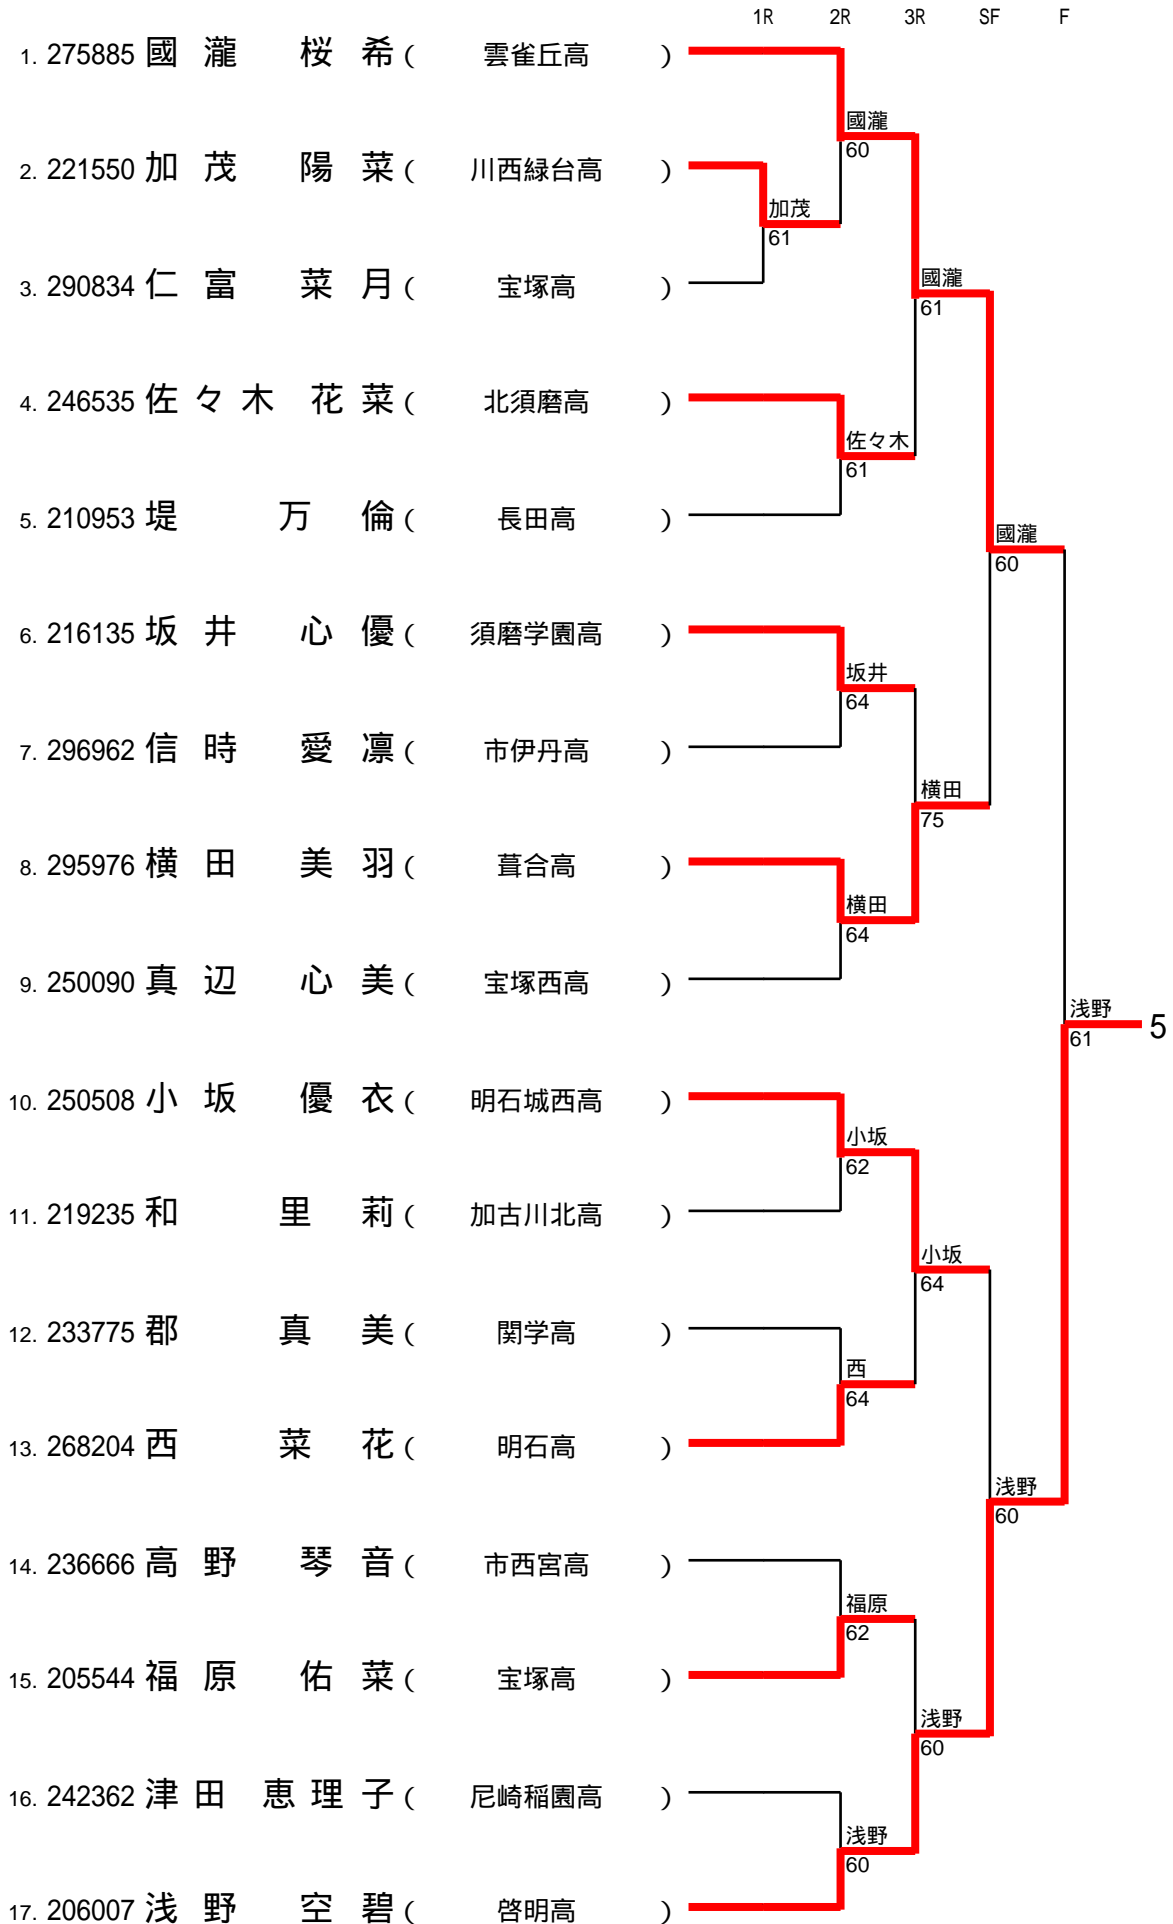 1R 2R 3R SF F
1. 275885 國瀧 桜希 ( 雲雀丘高 )
國瀧
60
2. 221550 加茂 陽菜 ( 川西緑台高 )
加茂
61
3. 290834 仁富 菜月 ( 宝塚高 )
國瀧
61
4. 246535 佐々木 花菜 ( 北須磨高 )
佐々木
61
5. 210953 堤 万倫 ( 長田高 )
國瀧
60
6. 216135 坂井 心優 ( 須磨学園高 )
坂井
64
7. 296962 信時 愛凛 ( 市伊丹高 )
横田
75
8. 295976 横田 美羽 ( 葺合高 )
横田
64
9. 250090 真辺 心美 ( 宝塚西高 )
浅野
61
5
10. 250508 小坂 優衣 ( 明石城西高 )
小坂
62
11. 219235 和 里莉 ( 加古川北高 )
小坂
64
12. 233775 郡 真美 ( 関学高 )
西
64
13. 268204 西 菜花 ( 明石高 )
浅野
60
14. 236666 高野 琴音 ( 市西宮高 )
福原
62
15. 205544 福原 佑菜 ( 宝塚高 )
浅野
60
16. 242362 津田 恵理子 ( 尼崎稲園高 )
浅野
60
17. 206007 浅野 空碧 ( 啓明高 )